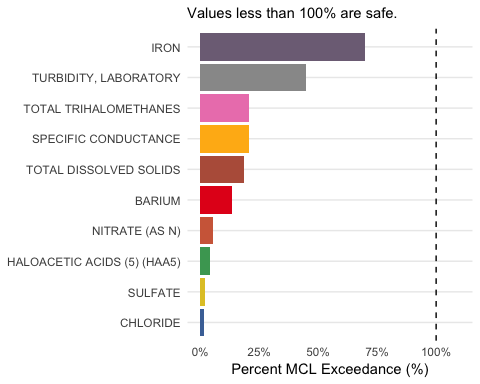 Values less than 100% are safe.
IRON
TURBIDITY, LABORATORY
TOTAL TRIHALOMETHANES
SPECIFIC CONDUCTANCE
TOTAL DISSOLVED SOLIDS
BARIUM
NITRATE (AS N)
HALOACETIC ACIDS (5) (HAA5)
SULFATE
CHLORIDE
0% 25% 50% 75% 100%
Percent MCL Exceedance (%)